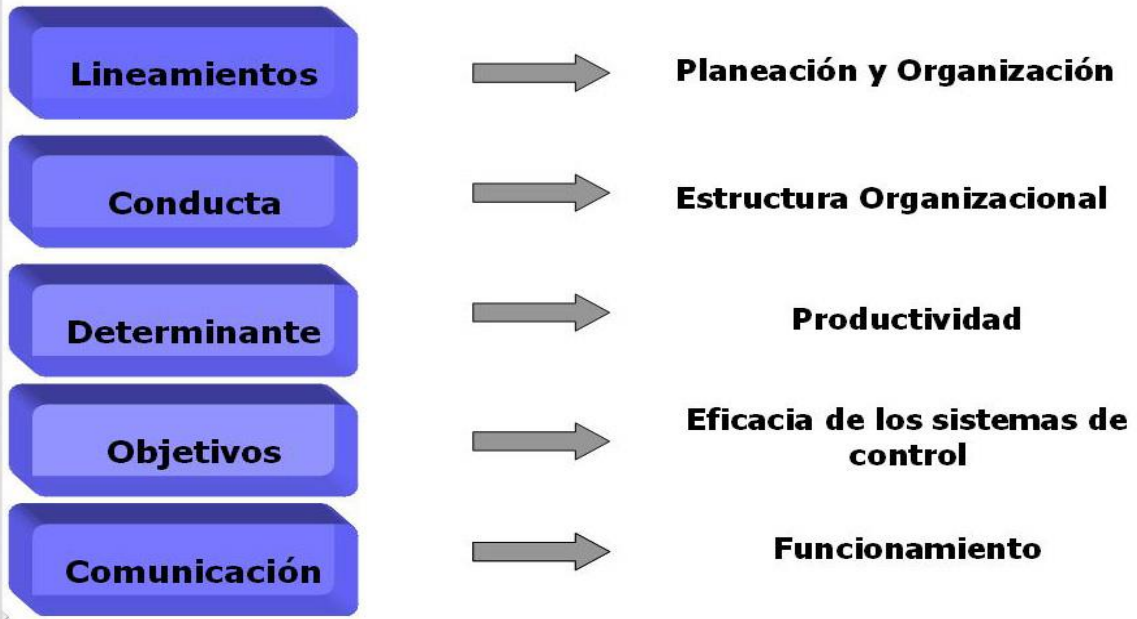 Lineamientos
Planeación y Organización
Conducta
Estructura Organizacional
Determinante
Productividad
Objetivos
Eficacia de los sistemas de
control
Comunicación
Funcionamiento